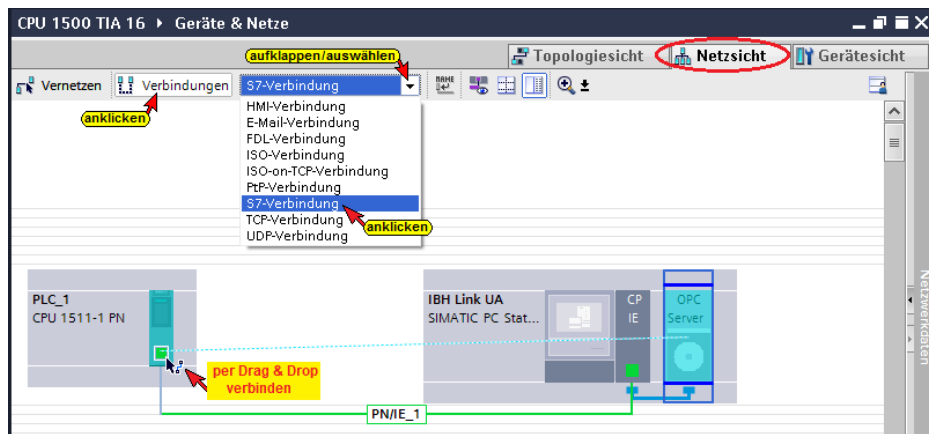 CPU 1500 TIA 16 ▸ Geräte & Netze
aufklappen/auswählen
Topologiesicht Netzsicht Gerätesicht
Vernetzen Verbindungen S7-Verbindung
anklicken
HMI-Verbindung
E-Mail-Verbindung
FDL-Verbindung
ISO-Verbindung
ISO-on-TCP-Verbindung
PtP-Verbindung
S7-Verbindung
TCP-Verbindung
anklicken
UDP-Verbindung
PLC_1
CPU 1511-1 PN
IBH Link UA
SIMATIC PC Stat...
CP
IE
OPC
Server
per Drag & Drop
verbinden
PN/IE_1
Netzwerkdaten